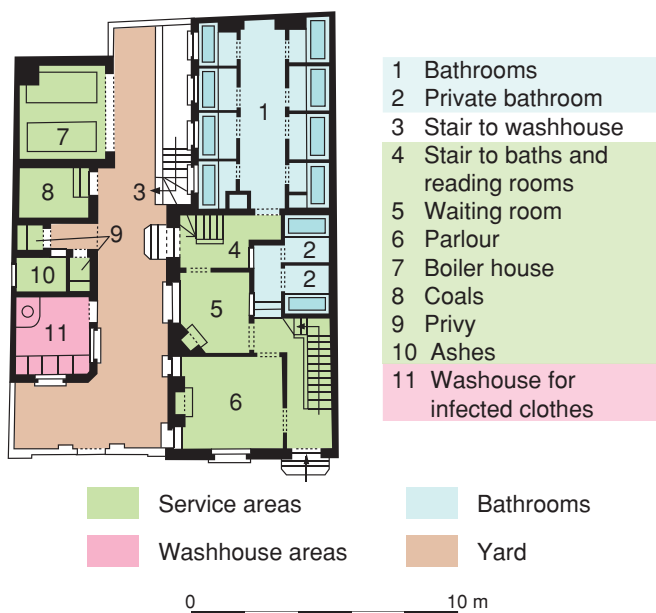 1 Bathrooms
2 Private bathroom
3 Stair to washhouse
4 Stair to baths and
reading rooms
5 Waiting room
6 Parlour
7 Boiler house
8 Coals
9 Privy
10 Ashes
11 Washouse for
infected clothes
1
7
8
3
9
4
2
2
10
5
11
6
Service areas
Bathrooms
Washhouse areas
Yard
0 10 m